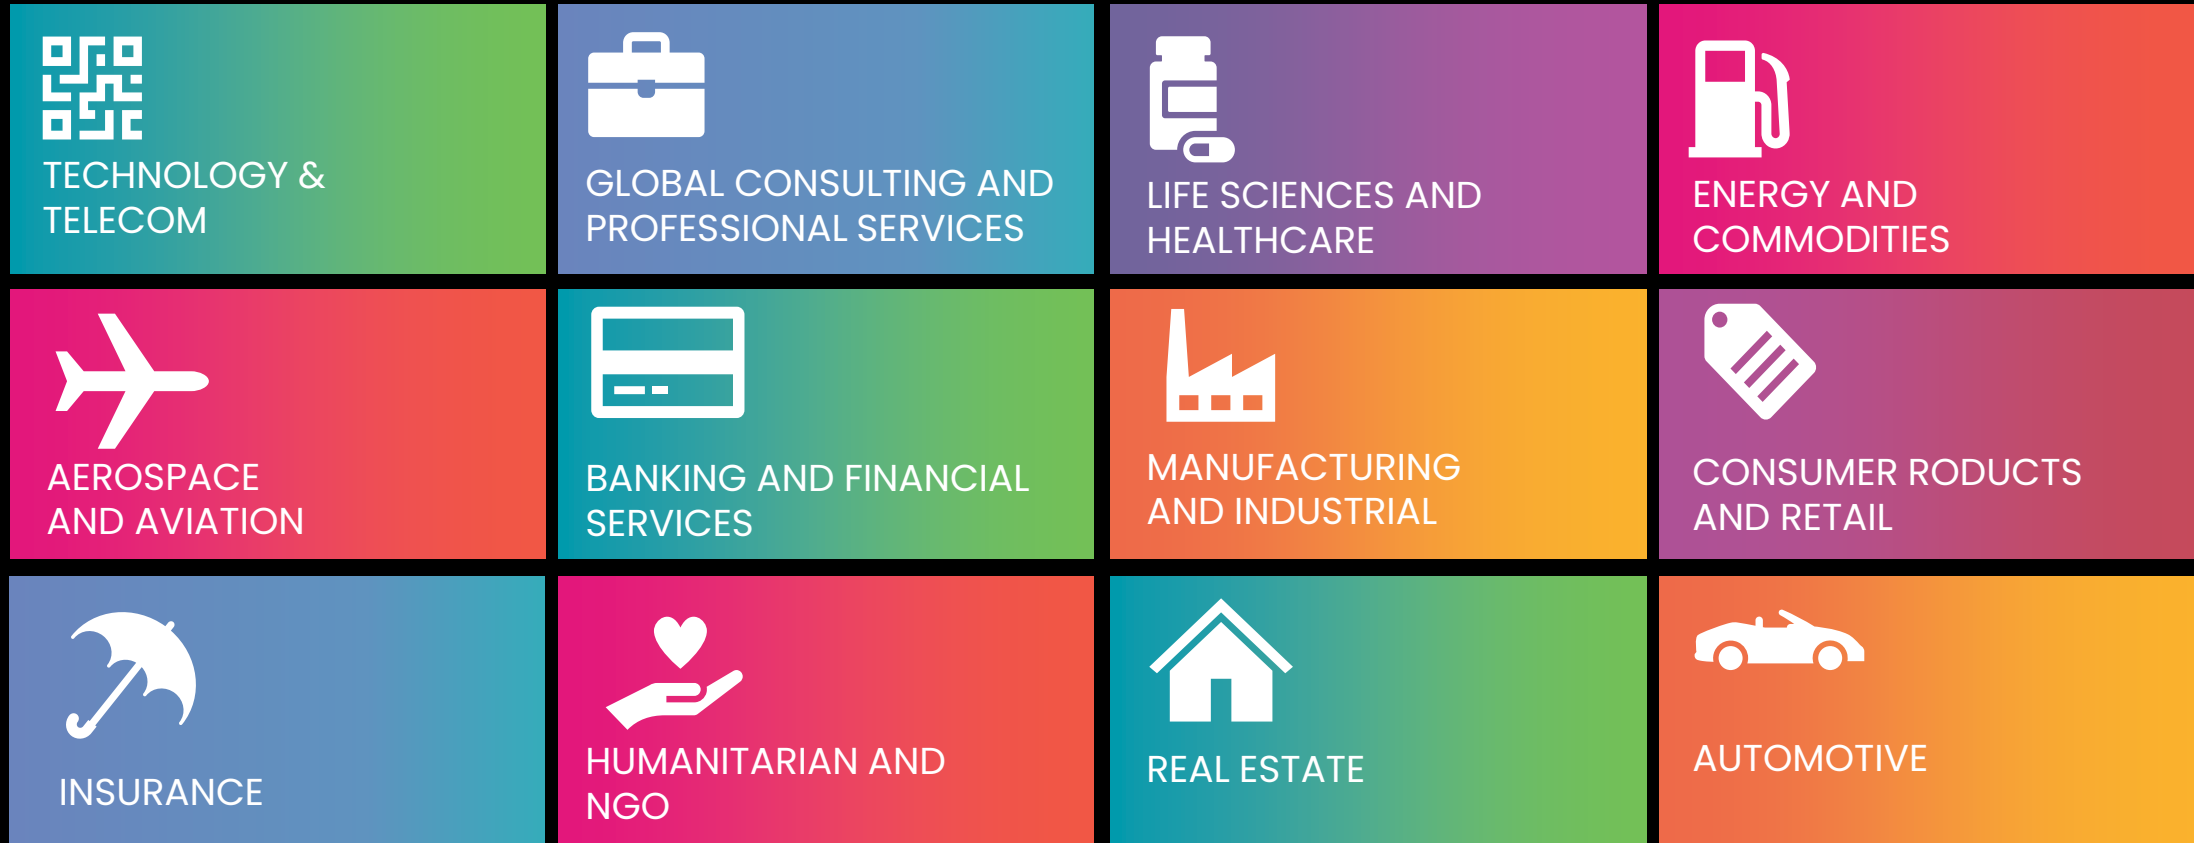 TECHNOLOGY &
TELECOM
GLOBAL CONSULTING AND
PROFESSIONAL SERVICES
LIFE SCIENCES AND
HEALTHCARE
ENERGY AND
COMMODITIES
AEROSPACE
AND AVIATION
BANKING AND FINANCIAL
SERVICES
MANUFACTURING
AND INDUSTRIAL
CONSUMER RODUCTS
AND RETAIL
INSURANCE
HUMANITARIAN AND
NGO
REAL ESTATE
AUTOMOTIVE